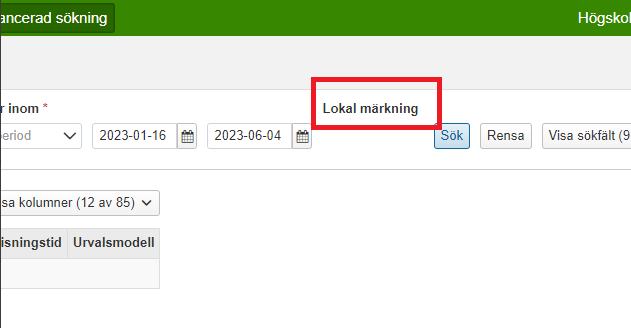 ancerad sökning
Högskol
r inom *
Lokal märkning
period
2023-01-16
2023-06-04
Sök
Rensa
Visa sökfält (9
sa kolumner (12 av 85)
isningstid
Urvalsmodell